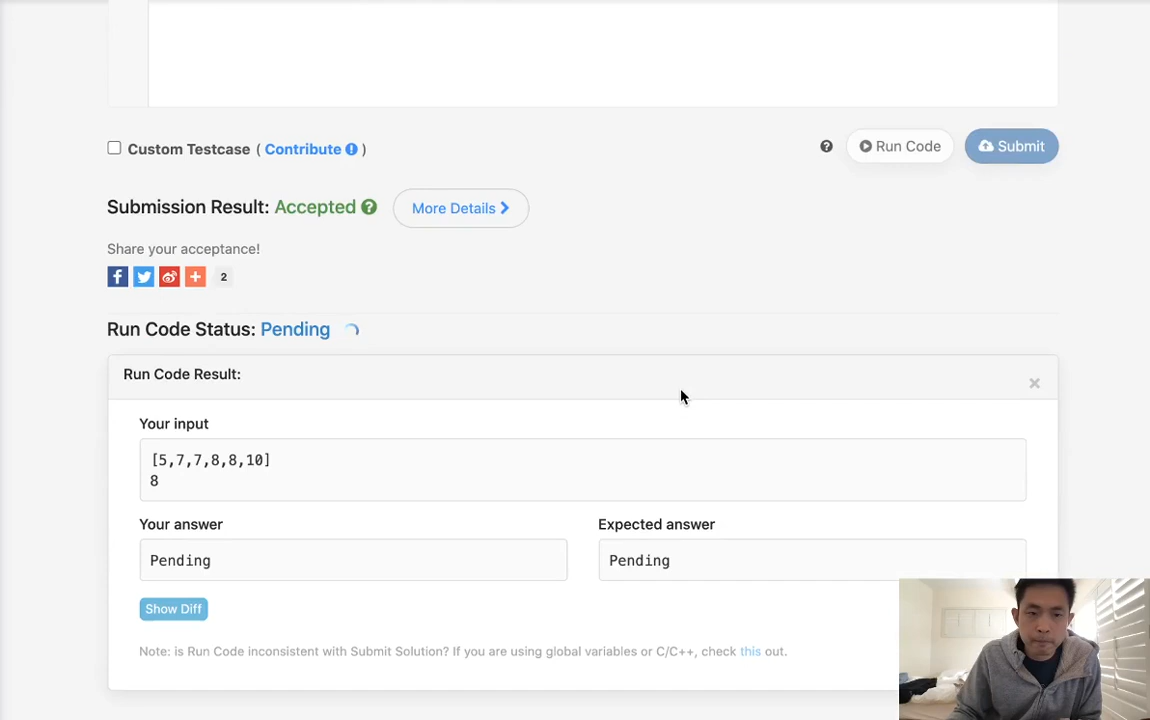 Custom Testcase ( Contribute )
Run Code
Submit
Submission Result: Accepted
More Details
Share your acceptance!
2
Run Code Status: Pending
Run Code Result:
Your input
[5,7,7,8,8,10]
8
Your answer
Expected answer
Pending
Pending
Show Diff
Note: is Run Code inconsistent with Submit Solution? If you are using global variables or C/C++, check this out.